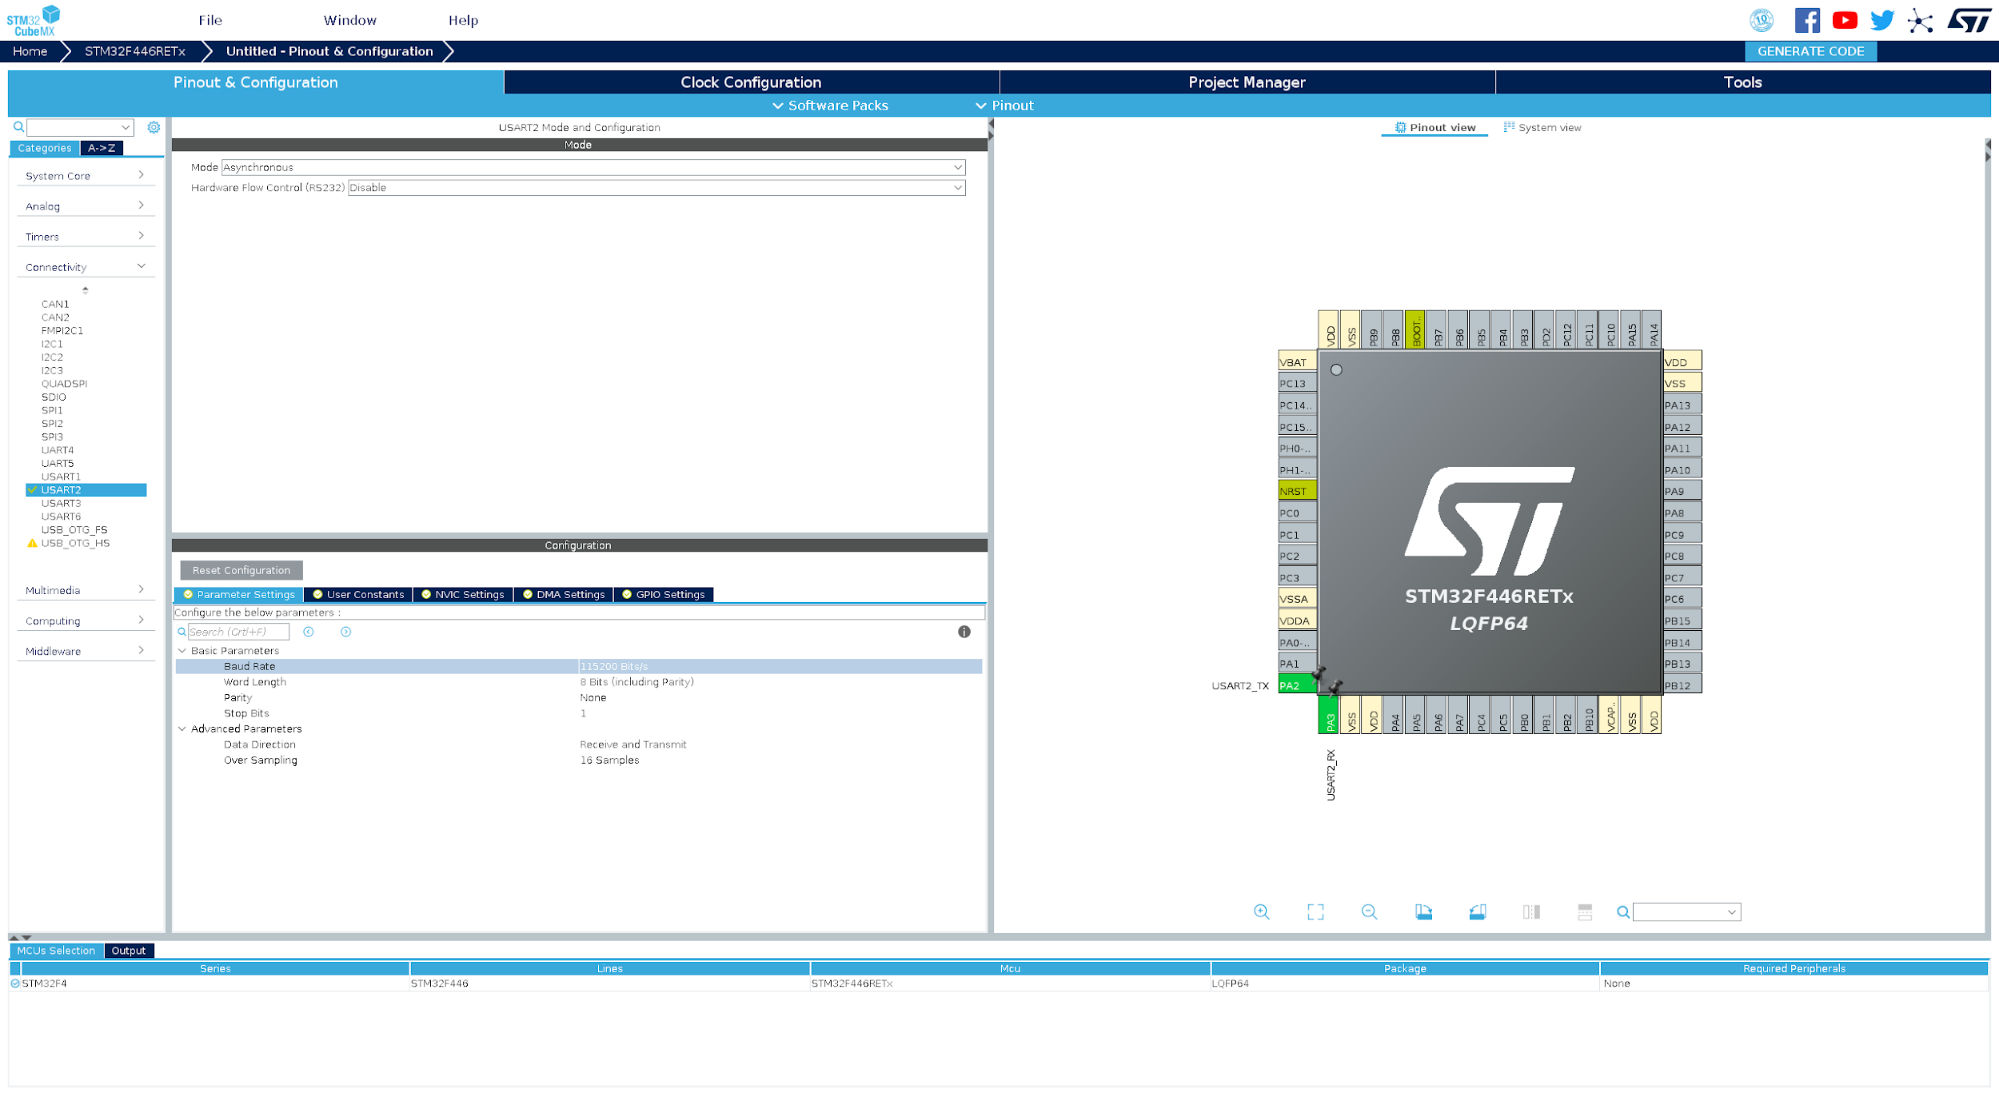 STM32
CubeMX
File
Window
Help
10
Home
STM32F446RETx
Untitled - Pinout & Configuration
GENERATE CODE
Pinout & Configuration
Clock Configuration
Project Manager
Tools
Software Packs
Pinout
Categories
A->Z
System Core
Analog
Timers
Connectivity
CAN1
CAN2
FMPI2C1
I2C1
I2C2
I2C3
QUADSPI
SDIO
SPI1
SPI2
SPI3
UART4
UART5
USART1
USART2
USART3
USART6
USB_OTG_FS
USB_OTG_HS
Multimedia
Computing
Middleware
USART2 Mode and Configuration
Mode
Mode Asynchronous
Hardware Flow Control (RS232) Disable
Configuration
Reset Configuration
Parameter Settings
User Constants
NVIC Settings
DMA Settings
GPIO Settings
Configure the below parameters :
Search (Crtl+F)
Basic Parameters
Baud Rate 115200 Bits/s
Word Length 8 Bits (including Parity)
Parity None
Stop Bits 1
Advanced Parameters
Data Direction Receive and Transmit
Over Sampling 16 Samples
Pinout view
System view
VDD
VSS
PB9
PB8
BOOT..
PB7
PB6
PB5
PB4
PB3
PD2
PC12
PC11
PC10
PA15
PA14
VBAT
PC13
PC14..
PC15..
PH0-..
PH1-..
NRST
PC0
PC1
PC2
PC3
VSSA
VDDA
PA0-..
PA1
USART2_TX PA2
ST
STM32F446RETx
LQFP64
VDD
VSS
PA13
PA12
PA11
PA10
PA9
PA8
PC9
PC8
PC7
PC6
PB15
PB14
PB13
PB12
PA3
VSS
VDD
PA4
PA5
PA6
PA7
PC4
PC5
PB0
PB1
PB2
PB10
VCAP..
VSS
VDD
USART2_RX
MCUs Selection
Output
Series Lines Mcu Package Required Peripherals
STM32F4 STM32F446 STM32F446RETx LQFP64 None